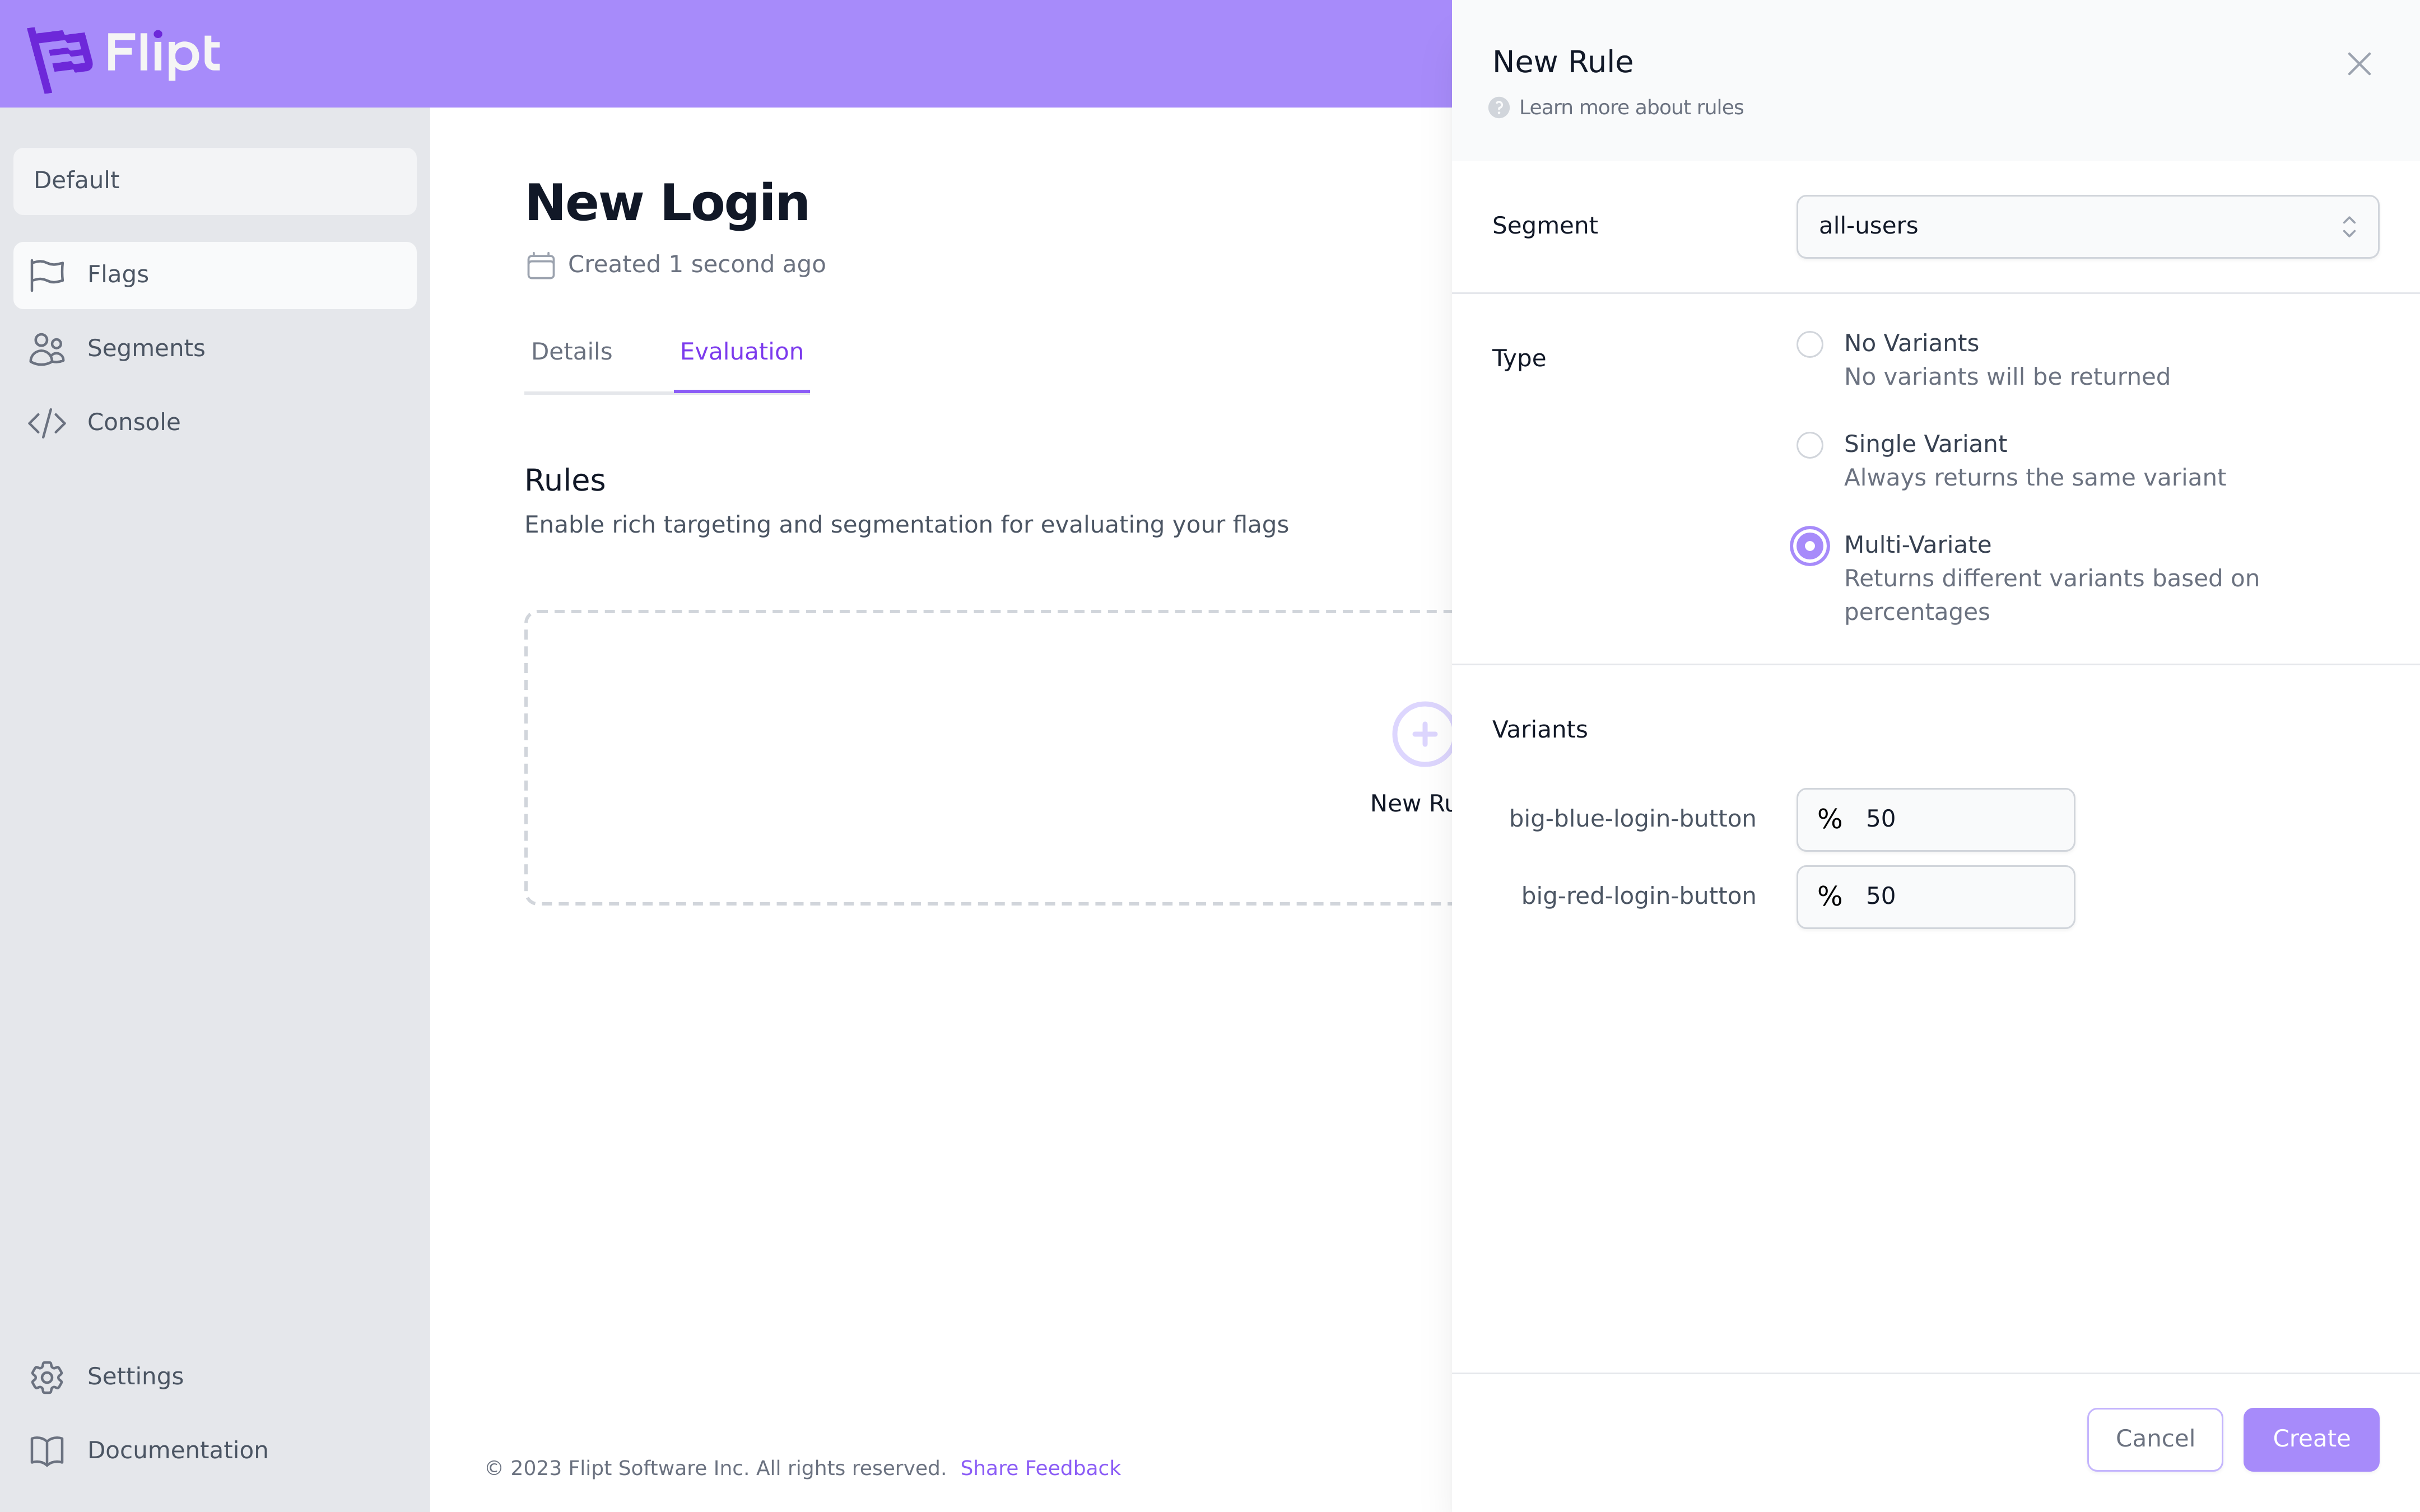 Flipt
Default
Flags
Segments
Console
Settings
Documentation
New Login
Created 1 second ago
Details
Evaluation
Rules
Enable rich targeting and segmentation for evaluating your flags
New Ru
© 2023 Flipt Software Inc. All rights reserved. Share Feedback
New Rule
? Learn more about rules
Segment
all-users
Type
No Variants
No variants will be returned
Single Variant
Always returns the same variant
Multi-Variate
Returns different variants based on
percentages
Variants
big-blue-login-button % 50
big-red-login-button % 50
Cancel
Create